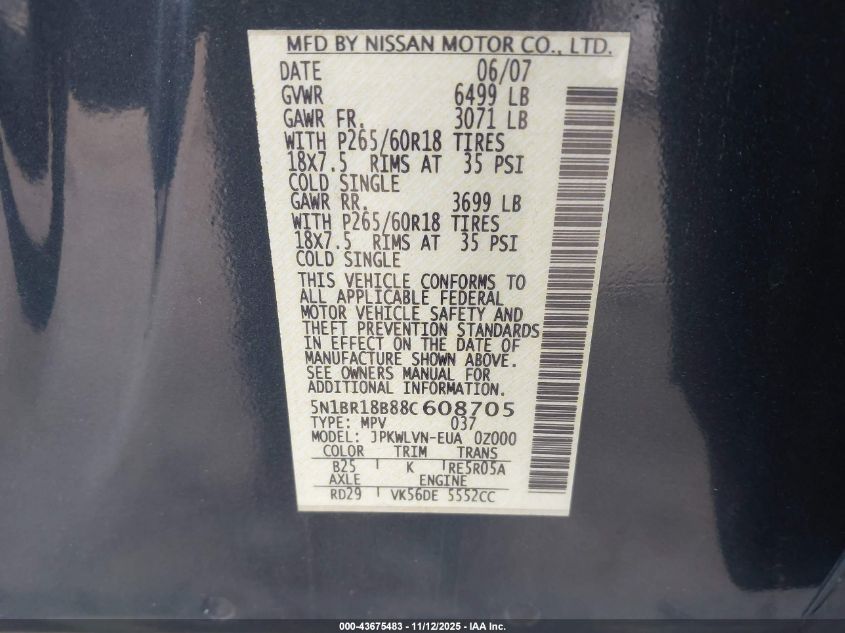 MFD BY NISSAN MOTOR CO., LTD.
DATE 06/07
GVWR 6499 LB
GAWR FR. 3071 LB
WITH P265/60R18 TIRES
18X7.5 RIMS AT 35 PSI
COLD SINGLE
GAWR RR. 3699 LB
WITH P265/60R18 TIRES
18X7.5 RIMS AT 35 PSI
COLD SINGLE
THIS VEHICLE CONFORMS TO
ALL APPLICABLE FEDERAL
MOTOR VEHICLE SAFETY AND
THEFT PREVENTION STANDARDS
IN EFFECT ON THE DATE OF
MANUFACTURE SHOWN ABOVE.
SEE OWNERS MANUAL FOR
ADDITIONAL INFORMATION.
5N1BR18B88C608705
TYPE: MPV 037
MODEL: JPKWLVN-EUA 0Z000
COLOR TRIM TRANS
B25 K RE5R05A
AXLE ENGINE
RD29 VK56DE 5552CC
000-43675483 - 11/12/2025 - IAA Inc.